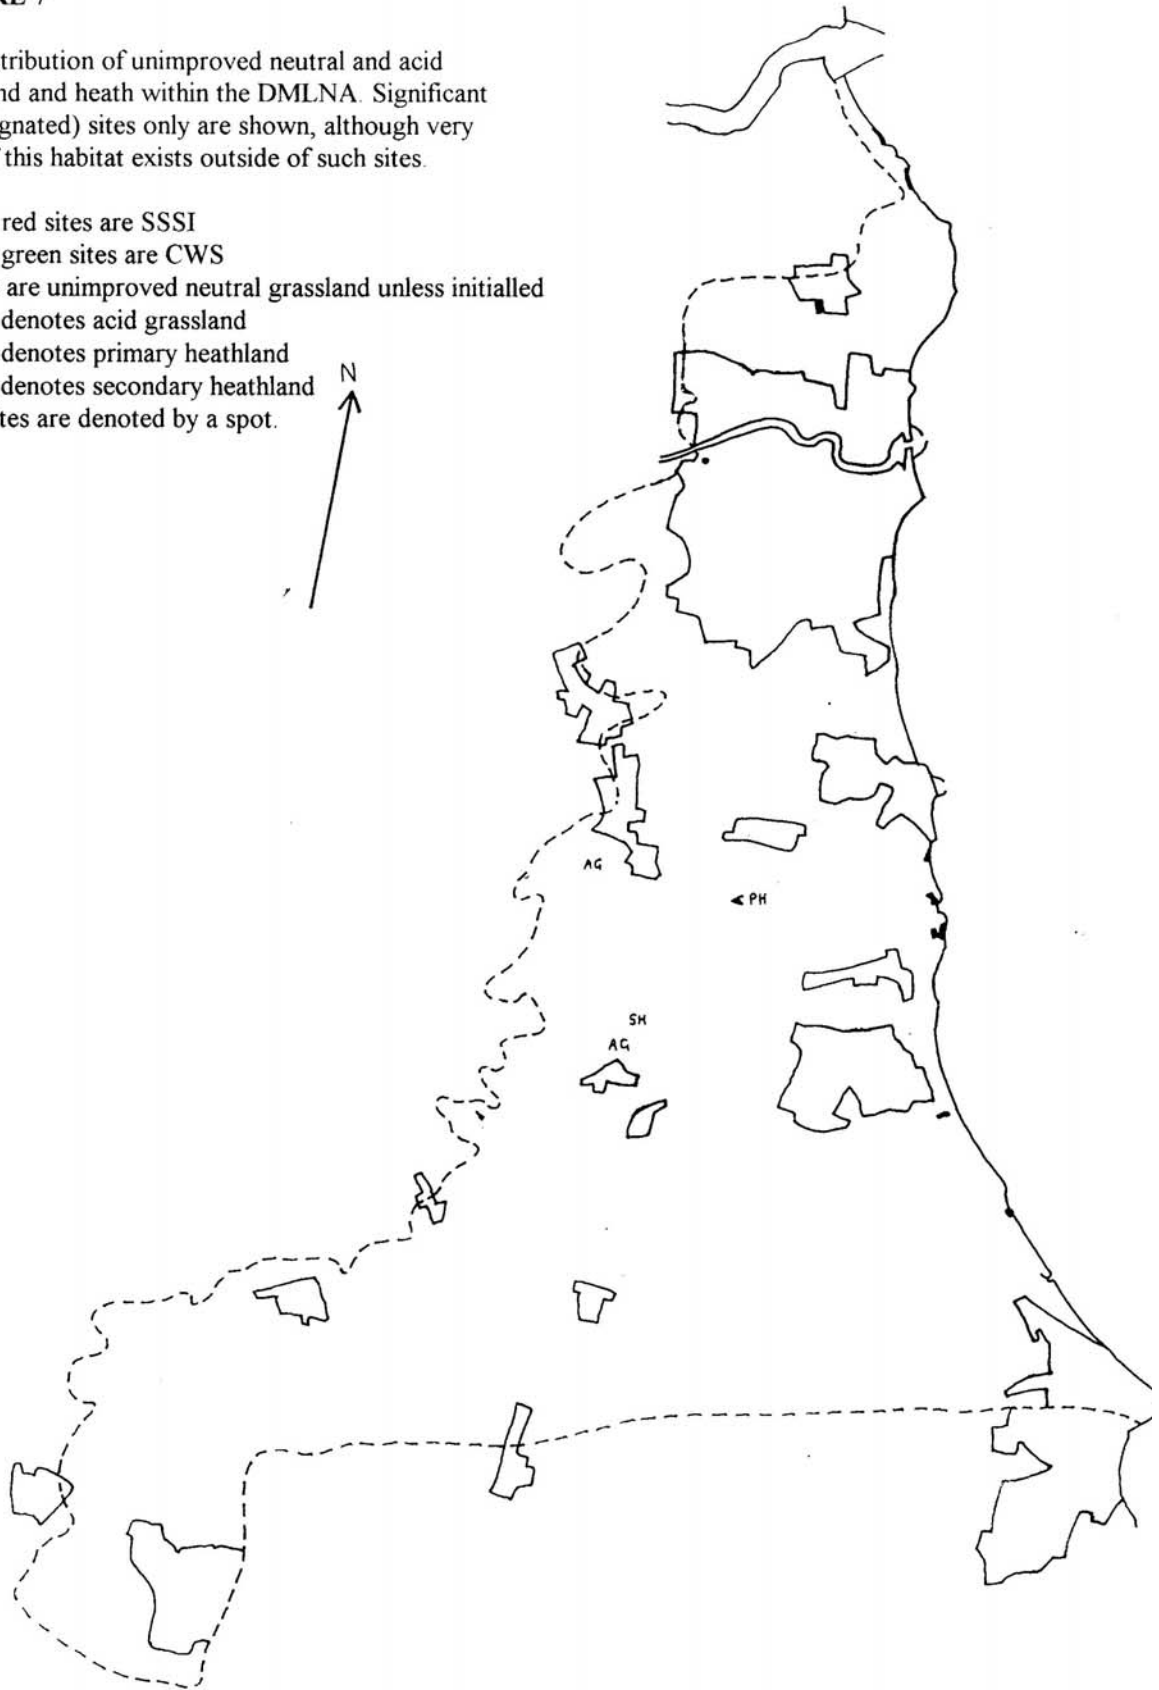 tribution of unimproved neutral and acid
nd and heath within the DMLNA. Significant
gnated) sites only are shown, although very
this habitat exists outside of such sites.
red sites are SSSI
green sites are CWS
are unimproved neutral grassland unless initialled
denotes acid grassland
denotes primary heathland
denotes secondary heathland
tes are denoted by a spot.
N
AG
PH
SH
AG